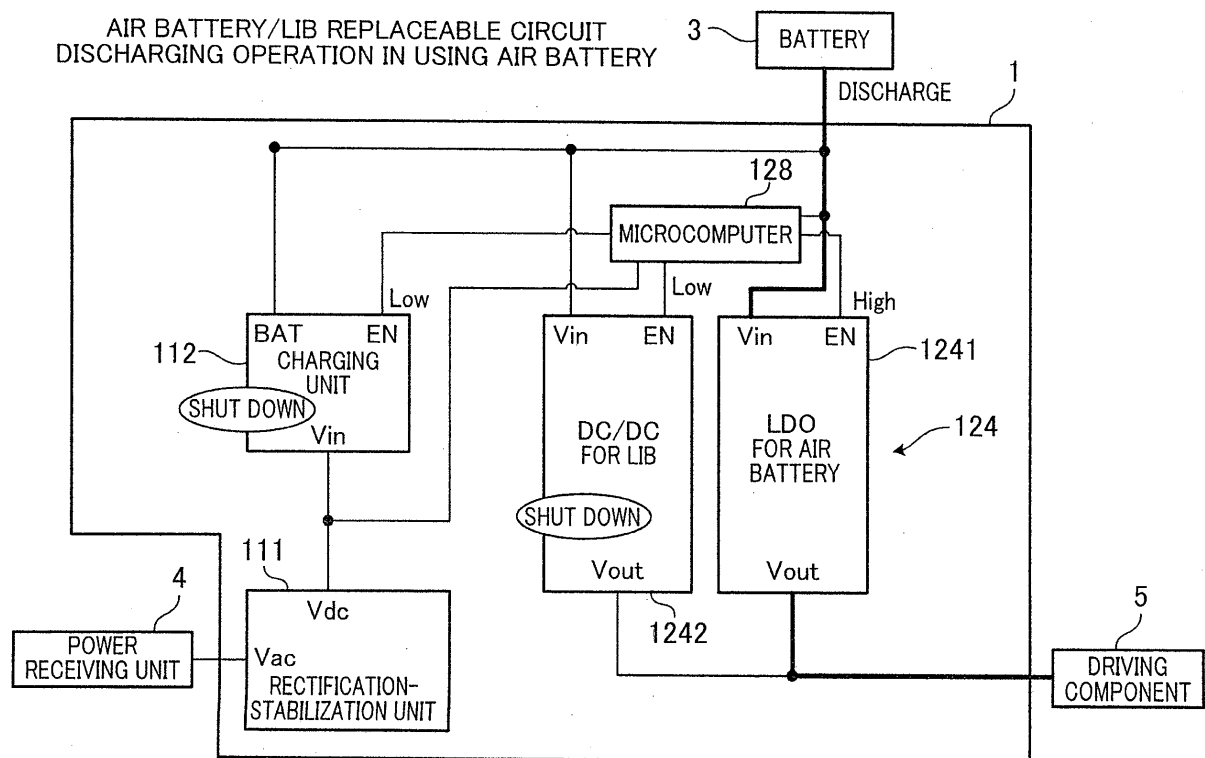 AIR BATTERY/LIB REPLACEABLE CIRCUIT
DISCHARGING OPERATION IN USING AIR BATTERY
3
BATTERY
DISCHARGE
1
128
MICROCOMPUTER
Low
Low
High
112
BAT
EN
CHARGING
UNIT
SHUT DOWN
Vin
Vin
EN
DC/DC
FOR LIB
SHUT DOWN
Vout
1242
Vin
EN
1241
LDO
FOR AIR
BATTERY
124
Vout
111
Vdc
Vac
RECTIFICATION-
STABILIZATION UNIT
4
POWER
RECEIVING UNIT
5
DRIVING
COMPONENT